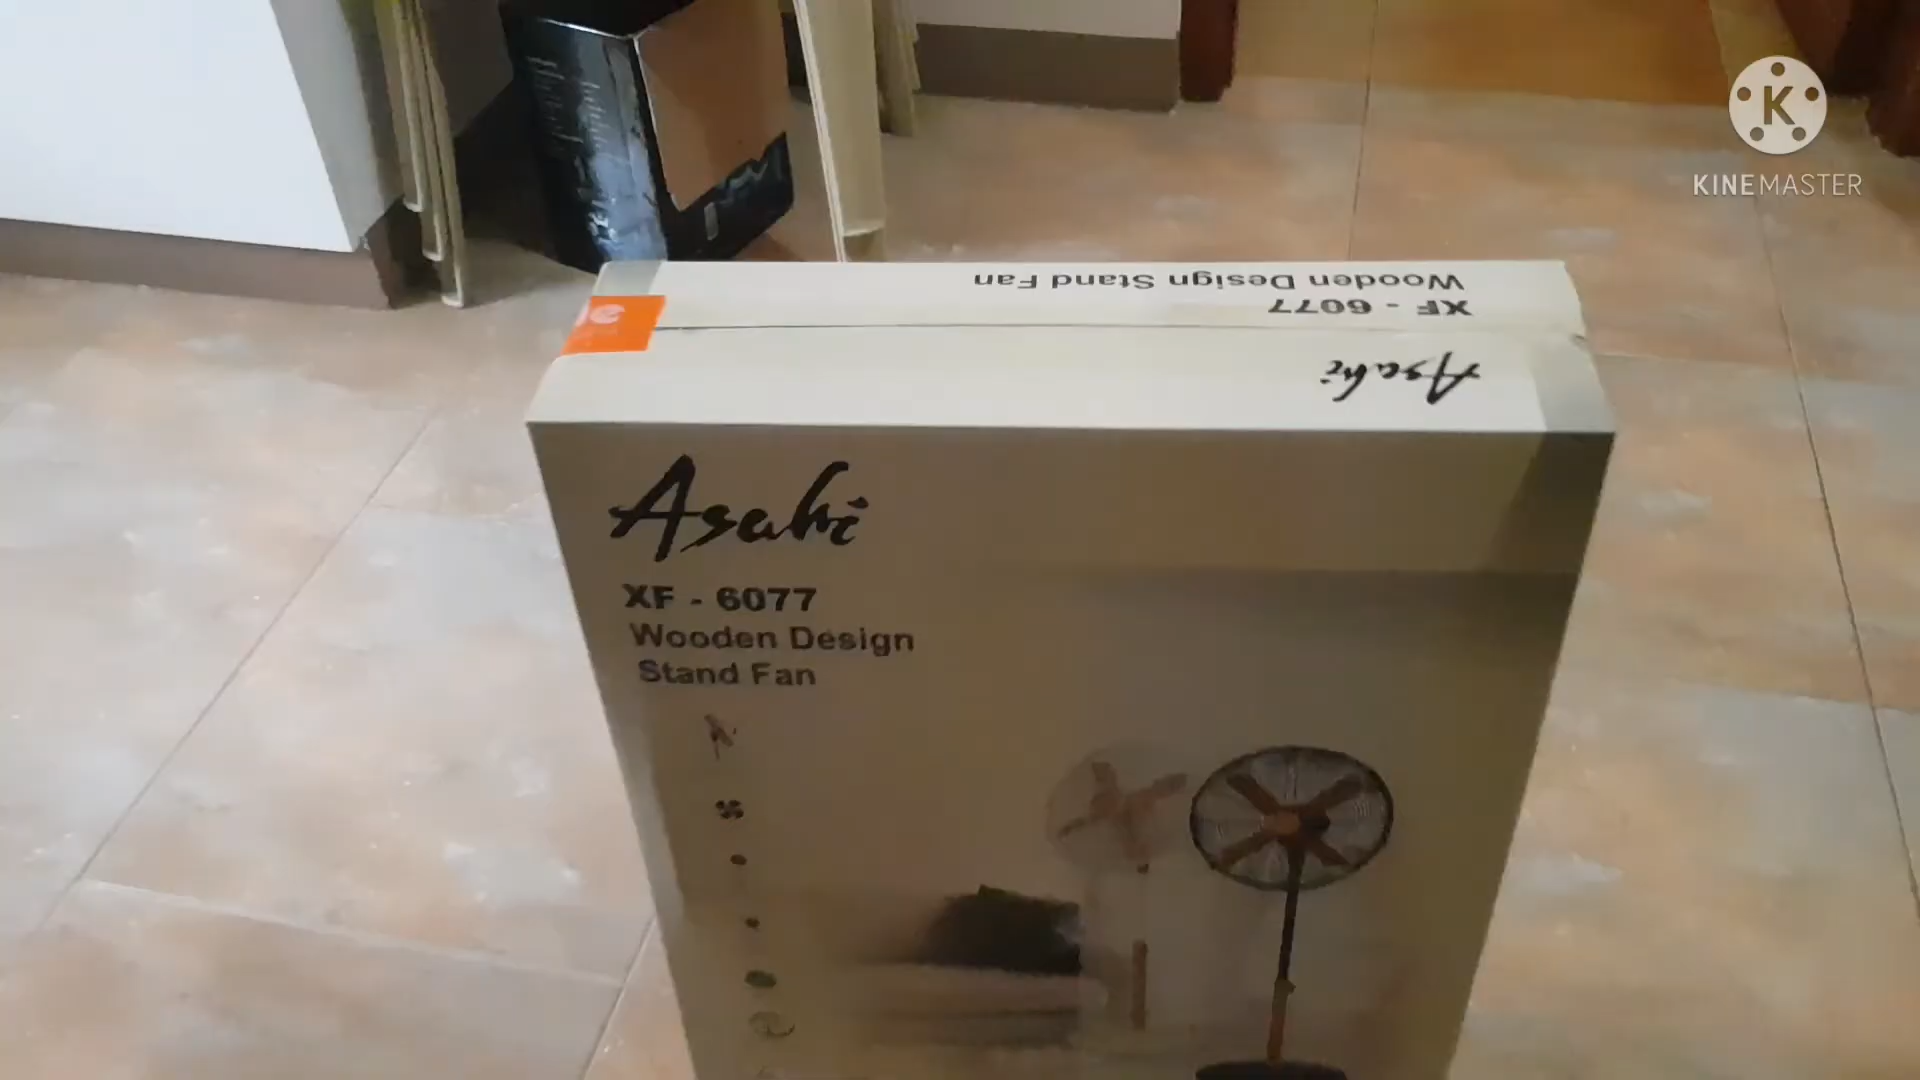 K
KINEMASTER
Wooden Design Stand Fan
XF - 6077
Asahi
Asahi
XF - 6077
Wooden Design
Stand Fan